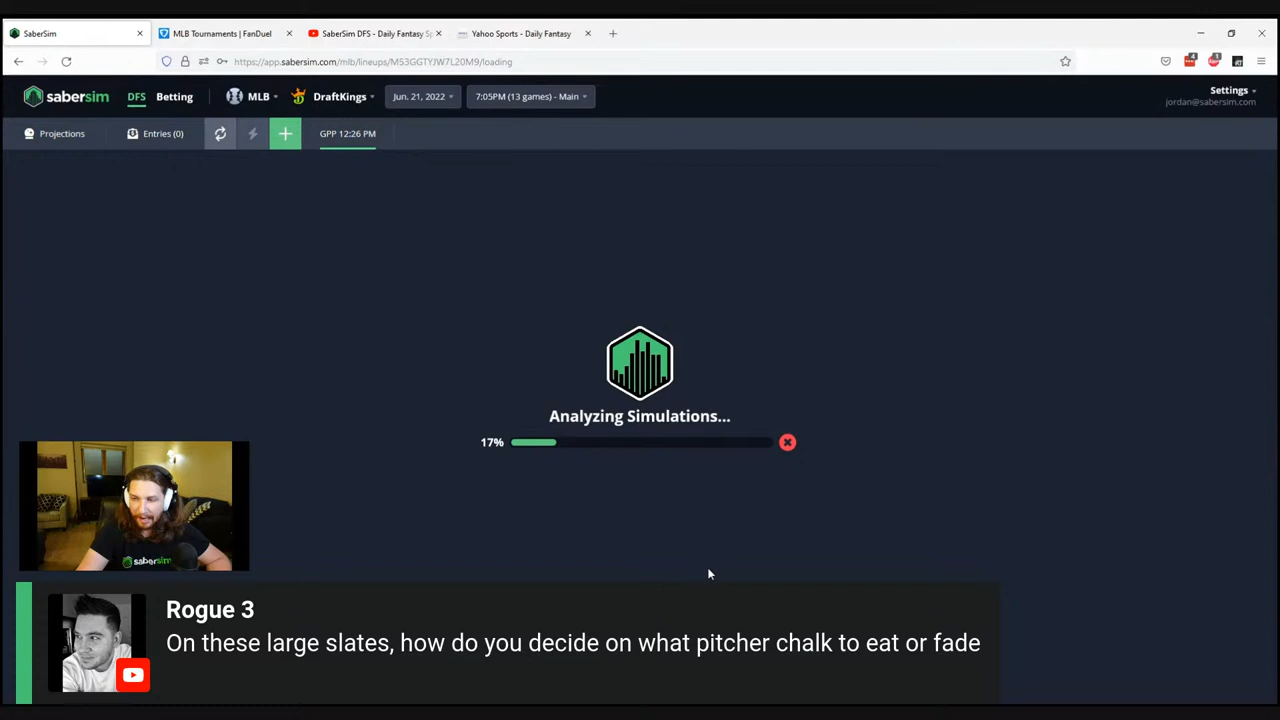 SaberSim
MLB Tournaments | FanDuel
SaberSim DFS - Daily Fantasy Sp
Yahoo Sports - Daily Fantasy
https://app.sabersim.com/mlb/lineups/M53GGTYJW7L20M9/loading
sabersim
DFS
Betting
MLB
DraftKings
Jun. 21, 2022
7:05PM (13 games) - Main
Settings
jordan@sabersim.com
Projections
Entries (0)
GPP 12:26 PM
Analyzing Simulations...
17%
sabersim
Rogue 3
On these large slates, how do you decide on what pitcher chalk to eat or fade